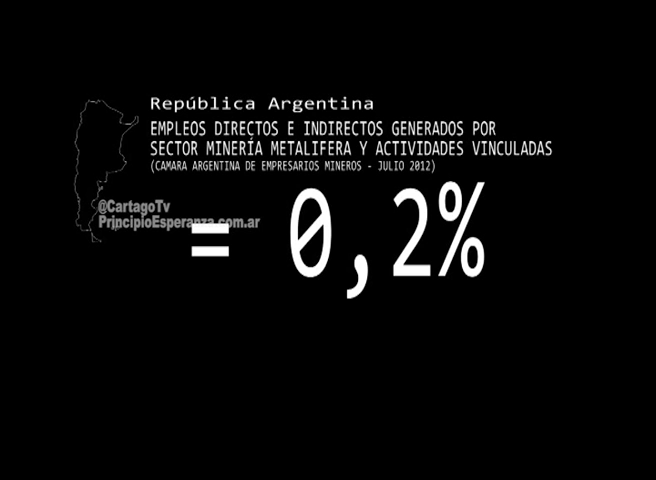 República Argentina
EMPLEOS DIRECTOS E INDIRECTOS GENERADOS POR
SECTOR MINERÍA METALIFERA Y ACTIVIDADES VINCULADAS
(CAMARA ARGENTINA DE EMPRESARIOS MINEROS - JULIO 2012)
@CartagoTv
PrincipioEsperanza.com.ar
= 0,2%